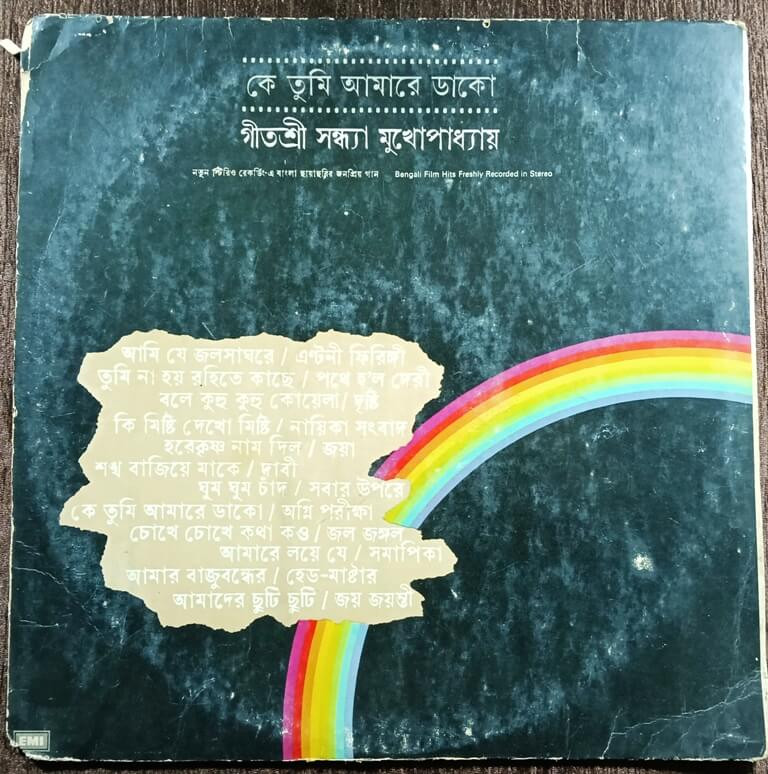 কে তুমি আমারে ডাকো
গীতশ্রী সন্ধ্যা মুখোপাধ্যায়
নতুন স্টিরিও রেকর্ডিং-এ বাংলা ছায়াছবির জনপ্রিয় গান Bengali Film Hits Freshly Recorded in Stereo
আমি যে জলসাঘরে / এণ্টনী ফিরিঙ্গী
তুমি না হয় রহিতে কাছে / পথে হ'ল দেরী
বলে কুহু কুহু কোয়েলা / দৃষ্টি
কি মিষ্টি দেখো মিষ্টি / নায়িকা সংবাদ
হরেকৃষ্ণ নাম দিল / জয়া
শঙ্খ বাজিয়ে মাকে / দাবী
ঘুম ঘুম চাঁদ / সবার উপরে
কে তুমি আমারে ডাকো / অগ্নি পরীক্ষা
চোখে চোখে কথা কও / জল জঙ্গল
আমারে লয়ে যে / সমাপিকা
আমার বাজুবন্ধের / হেড-মাষ্টার
আমাদের ছুটি ছুটি / জয় জয়ন্তী
EMI